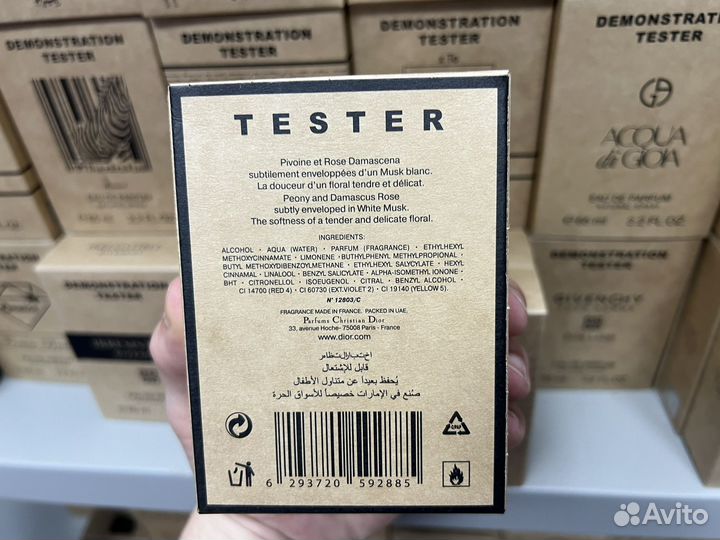 DEMONSTRATION
DEMONSTRATION
TESTER
DEMONSTRATION
TESTER
DEMONSTRATION
TESTER
ACQUA
di GIOIA
EAU DE PARFUM
GIVENCHY
TESTER
Pivoine et Rose Damascena
subtilement enveloppées d'un Musk blanc.
La douceur d'un floral tendre et délicat.
Peony and Damascus Rose
subtly enveloped in White Musk.
The softness of a tender and delicate floral.
INGREDIENTS:
ALCOHOL • AQUA (WATER) • PARFUM (FRAGRANCE) • ETHYLHEXYL
METHOXYCINNAMATE • LIMONENE • BUTHYLPHENYL METHYLPROPIONAL •
BUTYL METHOXYDIBENZOYLMETHANE • ETHYLHEXYL SALYCYLATE • HEXYL
CINNAMAL • LINALOOL • BENZYL SALICYLATE • ALPHA-ISOMETHYL IONONE •
BHT • CITRONELLOL • ISOEUGENOL • CITRAL • BENZYL ALCOHOL •
CI 14700 (RED 4) • CI 60730 (EXT.VIOLET 2) • CI 19140 (YELLOW 5).
N° 12803/C
FRAGRANCE MADE IN FRANCE. PACKED IN UAE.
Parfums Christian Dior
33, avenue Hoche- 75008 Paris - France
www.dior.com
قابل للإشتعال
يُحفظ بعيداً عن متناول الأطفال
صُنع في الإمارات خصيصاً للأسواق الحرة
6 293720 592885
Avito